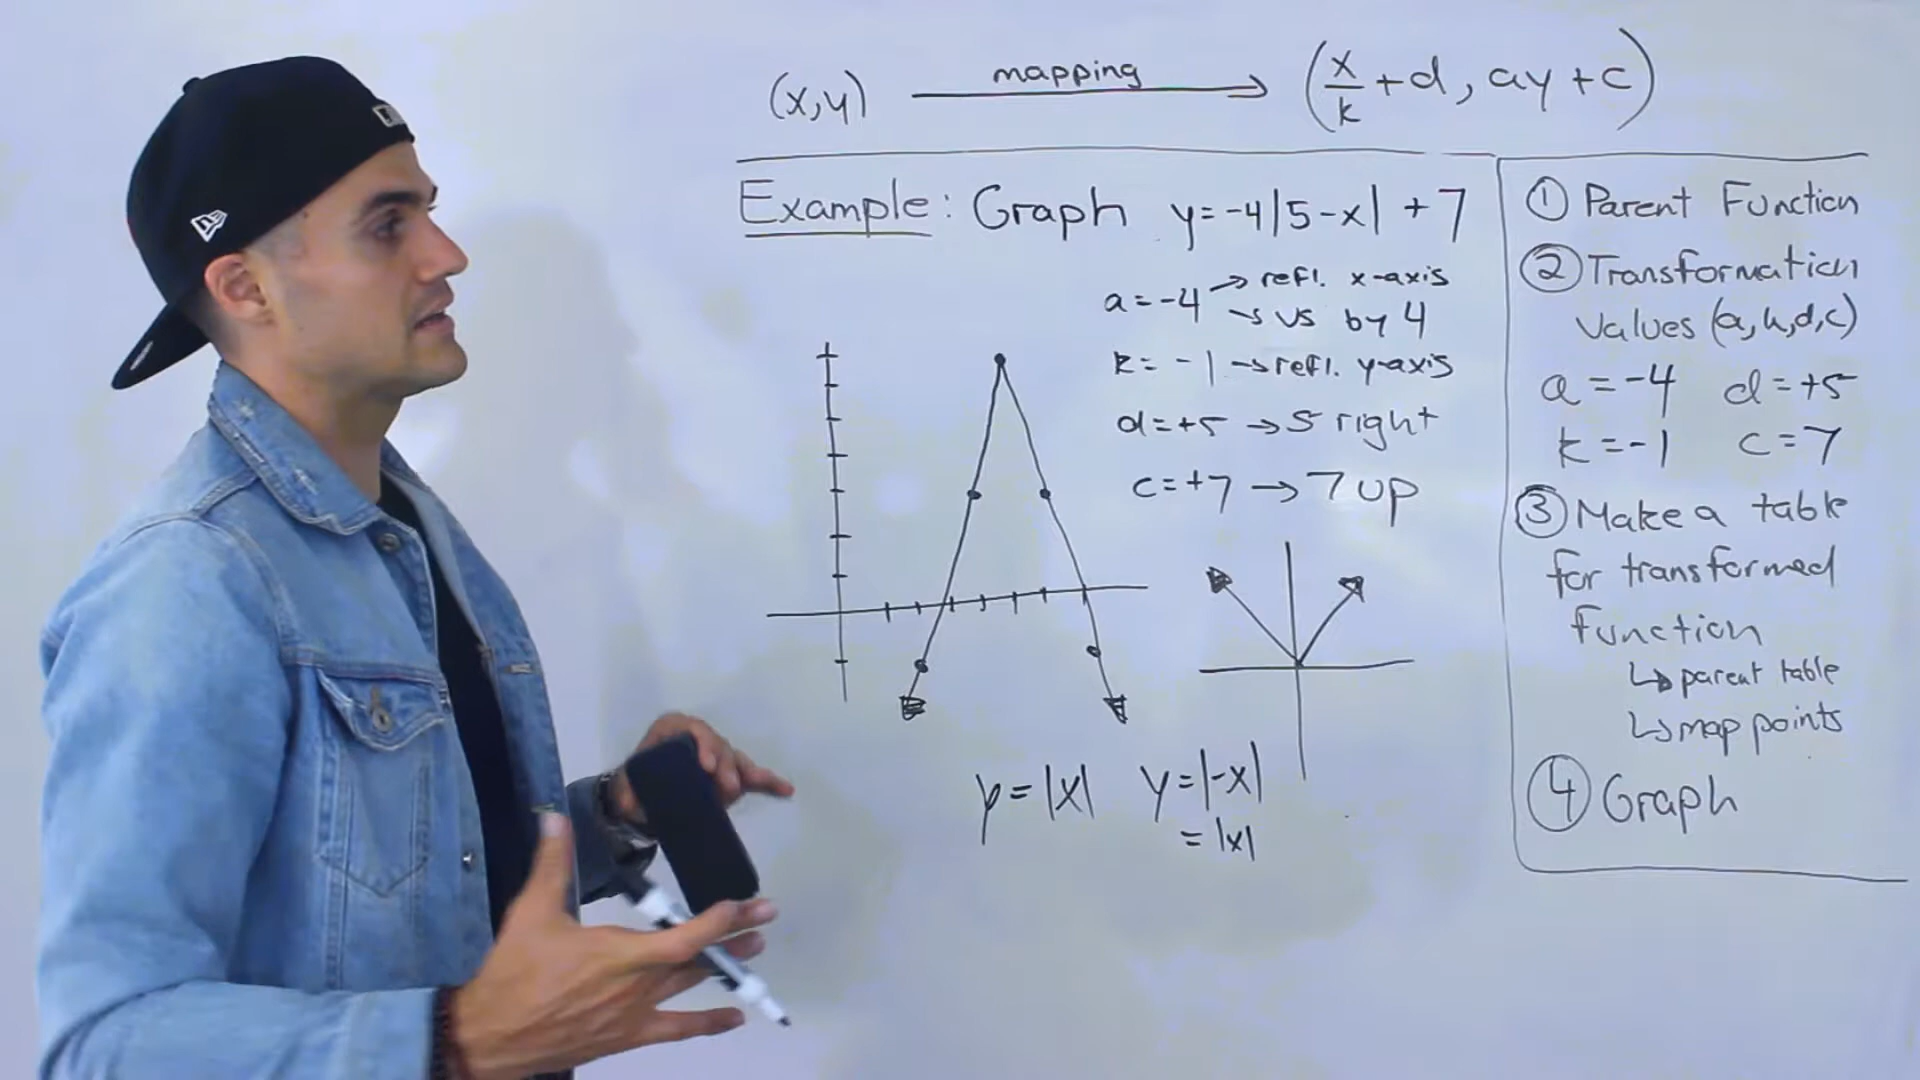 (x,y) mapping → (x/k + d, ay + c)
Example: Graph y=-4|5-x| + 7
a=-4 → refl. x-axis
→ vs by 4
k= -1 → refl. y-axis
d=+5 → 5 right
c=+7 → 7 up
y=|x| y=|-x|
= |x|
① Parent Function
② Transformation
values (a,k,d,c)
a=-4 d=+5
k=-1 c=7
③ Make a table
for transformed
function
↳ parent table
↳ map points
④ Graph